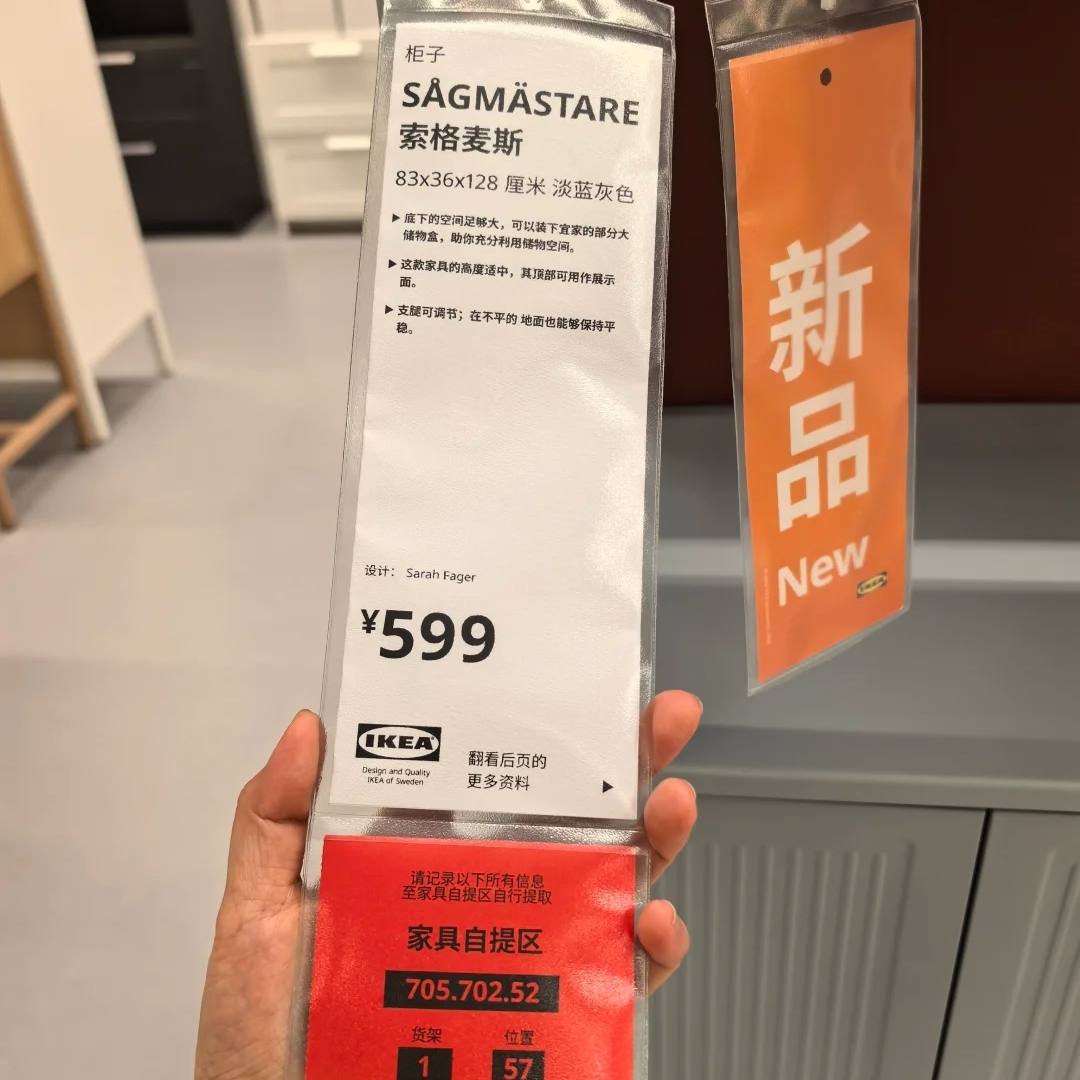 柜子
SÅGMÄSTARE
索格麦斯
83x36x128 厘米 淡蓝灰色
▶ 底下的空间足够大，可以装下宜家的部分大
储物盒，助你充分利用储物空间。
▶ 这款家具的高度适中，其顶部可用作展示
面。
▶ 支腿可调节；在不平的 地面也能够保持平
稳。
设计： Sarah Fager
¥599
IKEA
Design and Quality
IKEA of Sweden
翻看后页的
更多资料
▶
请记录以下所有信息
至家具自提区自行提取
家具自提区
705.702.52
货架 位置
1 57
新
品
New
IKEA